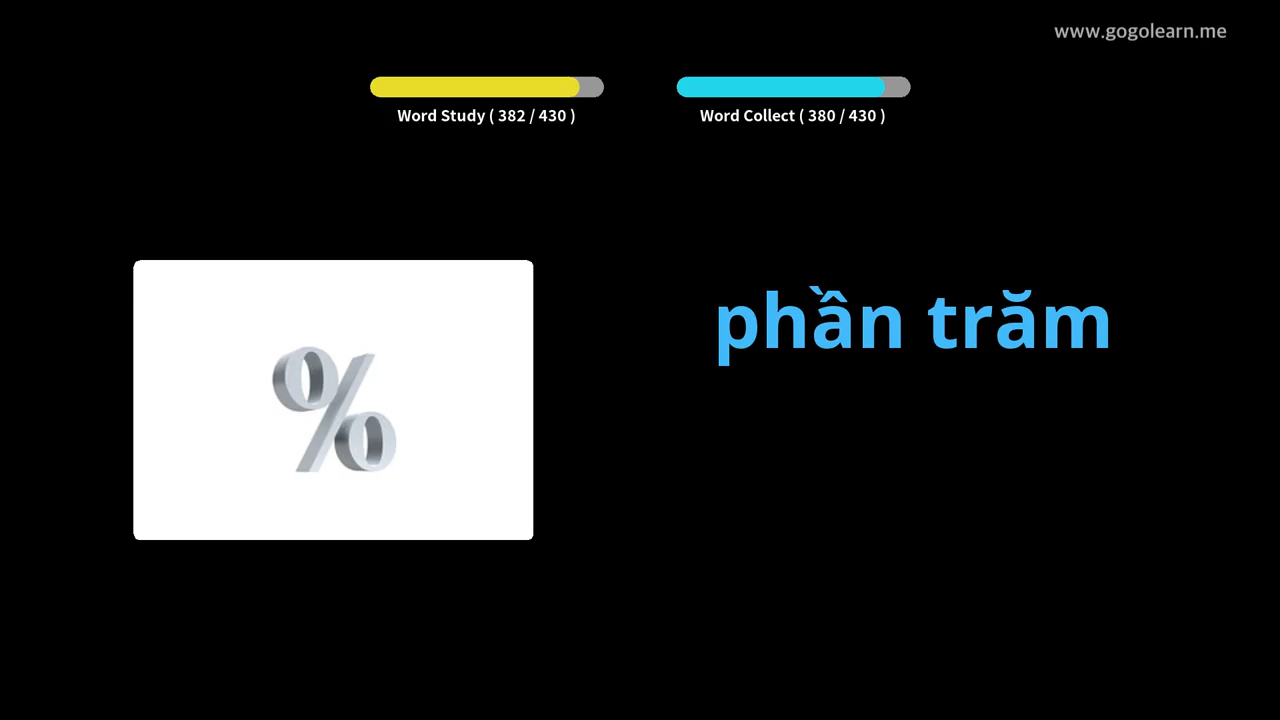 www.gogolearn.me
Word Study ( 382 / 430 )
Word Collect ( 380 / 430 )
%
phần trăm